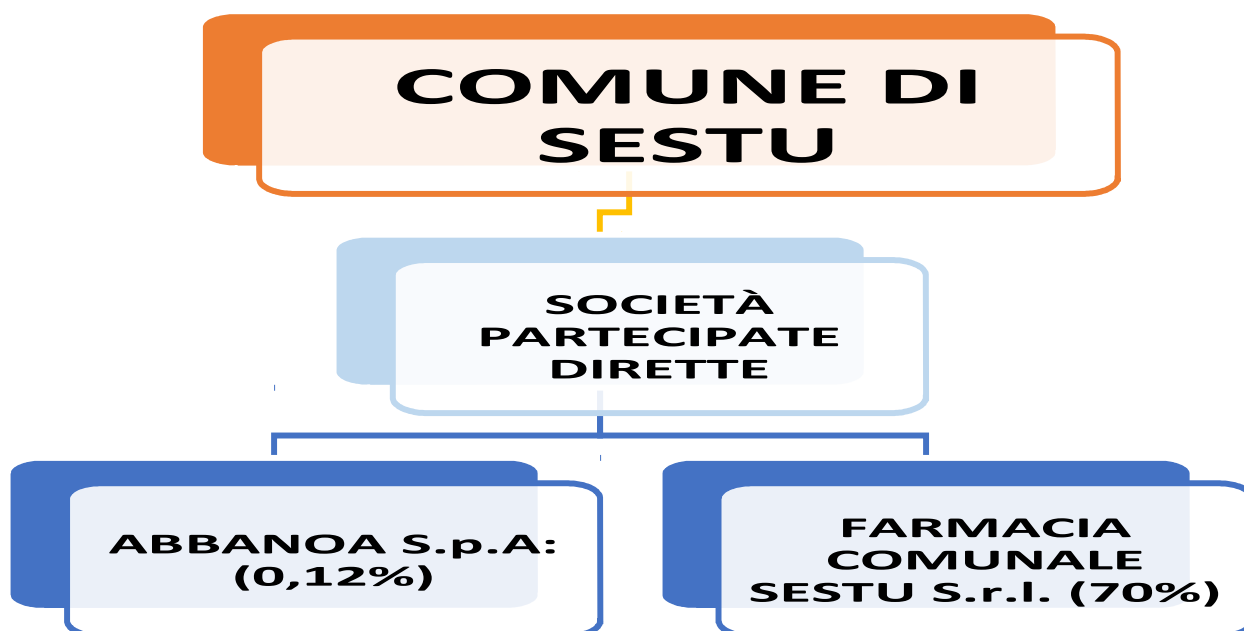 COMUNE DI
SESTU
SOCIETÀ
PARTECIPATE
DIRETTE
ABBANOA S.p.A:
(0,12%)
FARMACIA
COMUNALE
SESTU S.r.l. (70%)